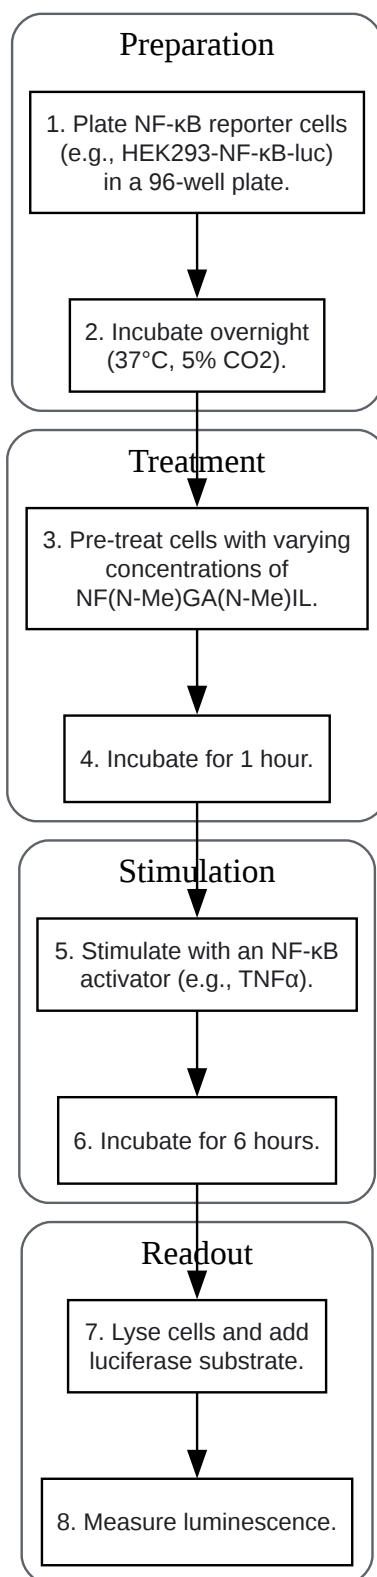 Preparation
1. Plate NF-κB reporter cells
(e.g., HEK293-NF-κB-luc)
in a 96-well plate.
2. Incubate overnight
(37°C, 5% CO2).
Treatment
3. Pre-treat cells with varying
concentrations of
NF(N-Me)GA(N-Me)IL.
4. Incubate for 1 hour.
Stimulation
5. Stimulate with an NF-κB
activator (e.g., TNFα).
6. Incubate for 6 hours.
Readout
7. Lyse cells and add
luciferase substrate.
8. Measure luminescence.